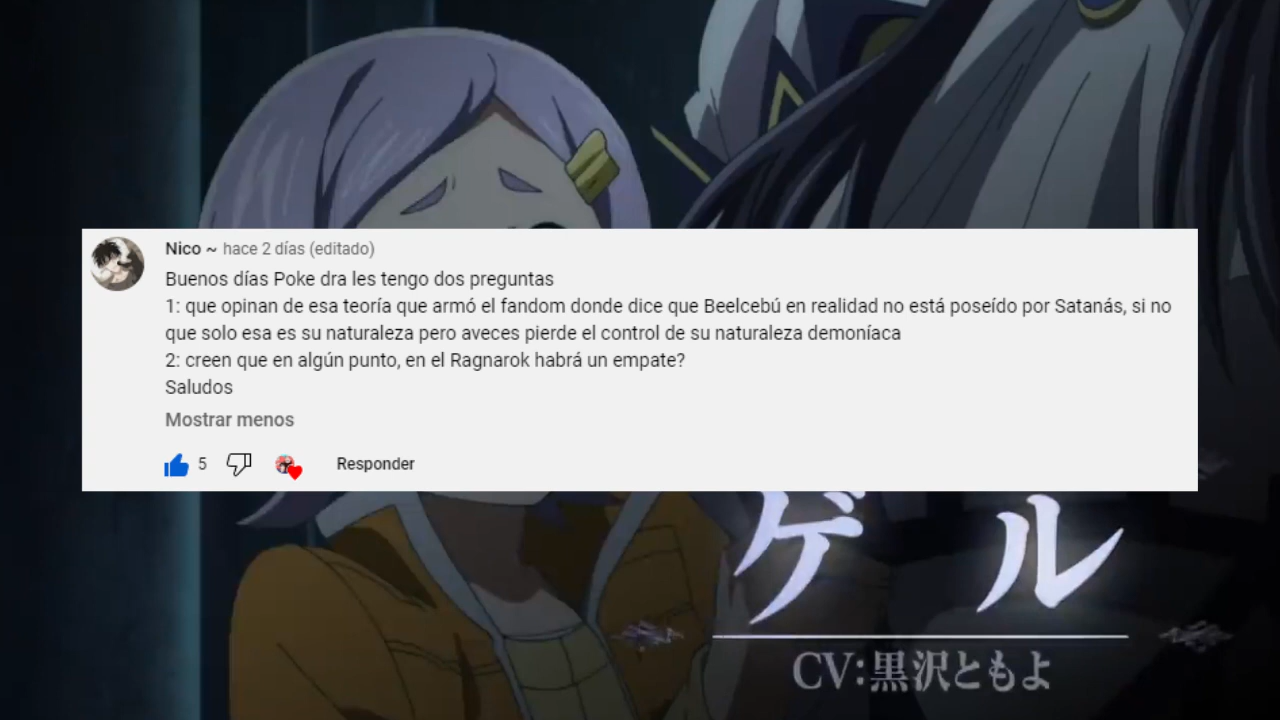 Nico ~ hace 2 días (editado)
Buenos días Poke dra les tengo dos preguntas
1: que opinan de esa teoría que armó el fandom donde dice que Beelcebú en realidad no está poseído por Satanás, si no
que solo esa es su naturaleza pero aveces pierde el control de su naturaleza demoníaca
2: creen que en algún punto, en el Ragnarok habrá un empate?
Saludos
Mostrar menos
5 Responder
ゲル
CV:黒沢ともよ